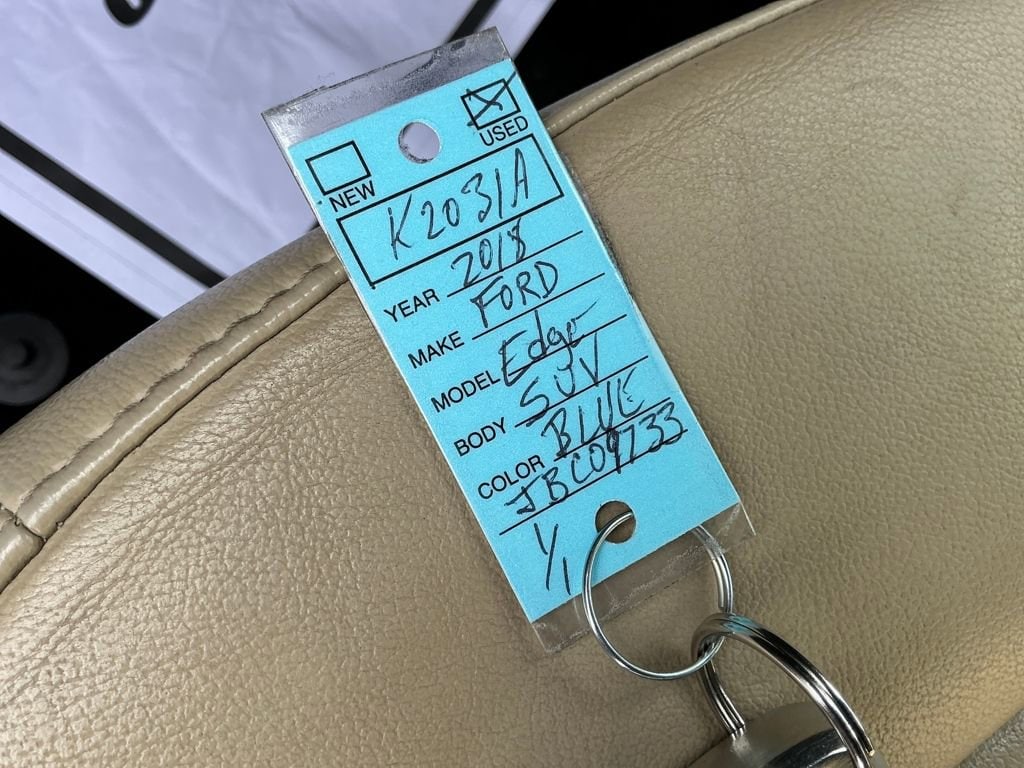 NEW USED
K2031A
YEAR 2018
MAKE FORD
MODEL Edge
BODY SUV
COLOR BLUE
JBC09733
1/1